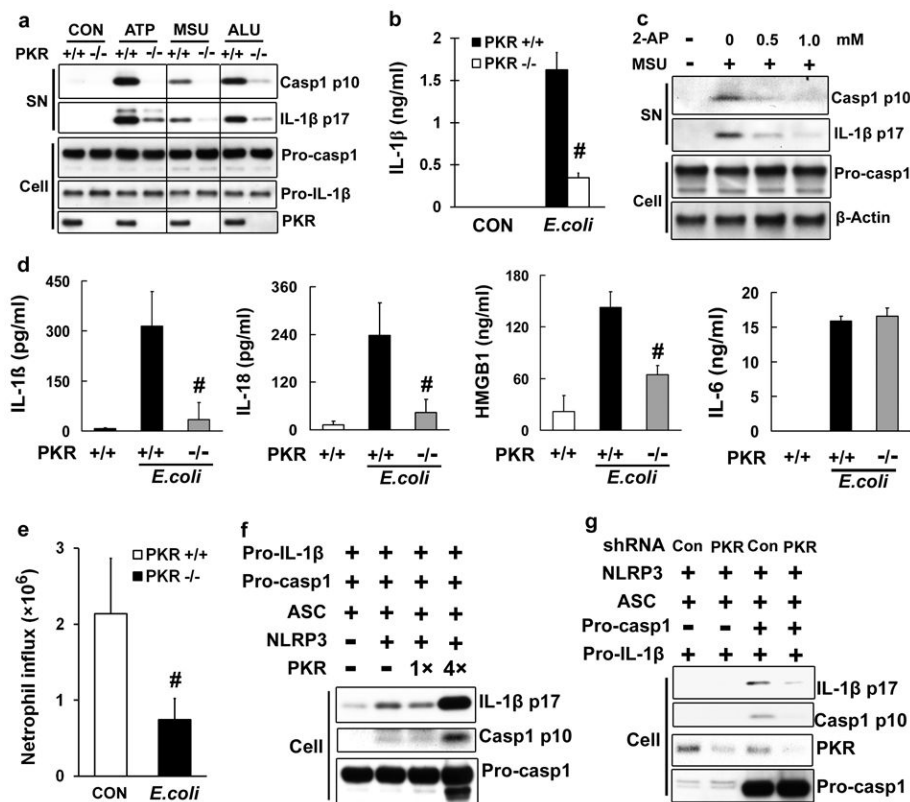 a
CON ATP MSU ALU
PKR +/+ -/- +/+ -/- +/+ -/- +/+ -/-
SN
Casp1 p10
IL-1β p17
Cell
Pro-casp1
Pro-IL-1β
PKR
b
IL-1β (ng/ml)
2
1.5
1
0.5
0
PKR +/+
PKR -/-
#
CON E.coli
c
2-AP - 0 0.5 1.0 mM
MSU - + + +
SN
Casp1 p10
IL-1β p17
Cell
Pro-casp1
β-Actin
d
IL-1ß (pg/ml)
450
300
150
0
#
PKR +/+ +/+ -/-
E.coli
IL-18 (pg/ml)
360
240
120
0
#
PKR +/+ +/+ -/-
E.coli
HMGB1 (ng/ml)
180
120
60
0
#
PKR +/+ +/+ -/-
E.coli
IL-6 (ng/ml)
20
15
10
5
0
PKR +/+ +/+ -/-
E.coli
e
Netrophil influx (×10⁶)
3
2
1
0
PKR +/+
PKR -/-
#
CON E.coli
f
Pro-IL-1β + + + +
Pro-casp1 + + + +
ASC + + + +
NLRP3 - + + +
PKR - - 1× 4×
Cell
IL-1β p17
Casp1 p10
Pro-casp1
g
shRNA Con PKR Con PKR
NLRP3 + + + +
ASC + + + +
Pro-casp1 - - + +
Pro-IL-1β + + + +
Cell
IL-1β p17
Casp1 p10
PKR
Pro-casp1